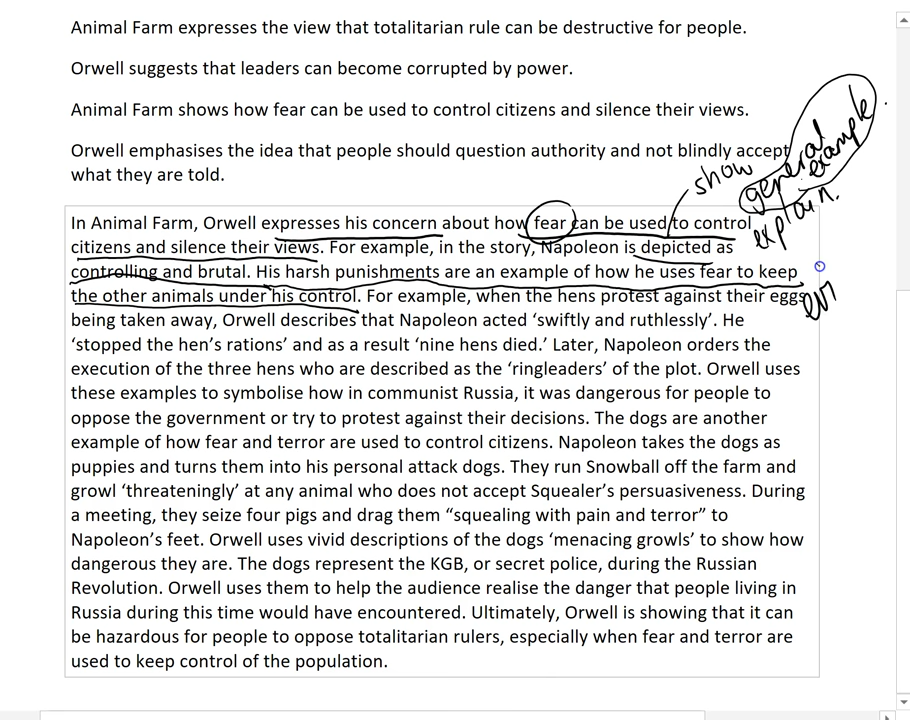 Animal Farm expresses the view that totalitarian rule can be destructive for people.
Orwell suggests that leaders can become corrupted by power.
Animal Farm shows how fear can be used to control citizens and silence their views.
Orwell emphasises the idea that people should question authority and not blindly accept
what they are told.
show
general
example.
explain.
In Animal Farm, Orwell expresses his concern about how fear can be used to control
citizens and silence their views. For example, in the story, Napoleon is depicted as
controlling and brutal. His harsh punishments are an example of how he uses fear to keep
the other animals under his control. For example, when the hens protest against their eggs
being taken away, Orwell describes that Napoleon acted ‘swiftly and ruthlessly’. He
‘stopped the hen’s rations’ and as a result ‘nine hens died.’ Later, Napoleon orders the
execution of the three hens who are described as the ‘ringleaders’ of the plot. Orwell uses
these examples to symbolise how in communist Russia, it was dangerous for people to
oppose the government or try to protest against their decisions. The dogs are another
example of how fear and terror are used to control citizens. Napoleon takes the dogs as
puppies and turns them into his personal attack dogs. They run Snowball off the farm and
growl ‘threateningly’ at any animal who does not accept Squealer’s persuasiveness. During
a meeting, they seize four pigs and drag them “squealing with pain and terror” to
Napoleon’s feet. Orwell uses vivid descriptions of the dogs ‘menacing growls’ to show how
dangerous they are. The dogs represent the KGB, or secret police, during the Russian
Revolution. Orwell uses them to help the audience realise the danger that people living in
Russia during this time would have encountered. Ultimately, Orwell is showing that it can
be hazardous for people to oppose totalitarian rulers, especially when fear and terror are
used to keep control of the population.